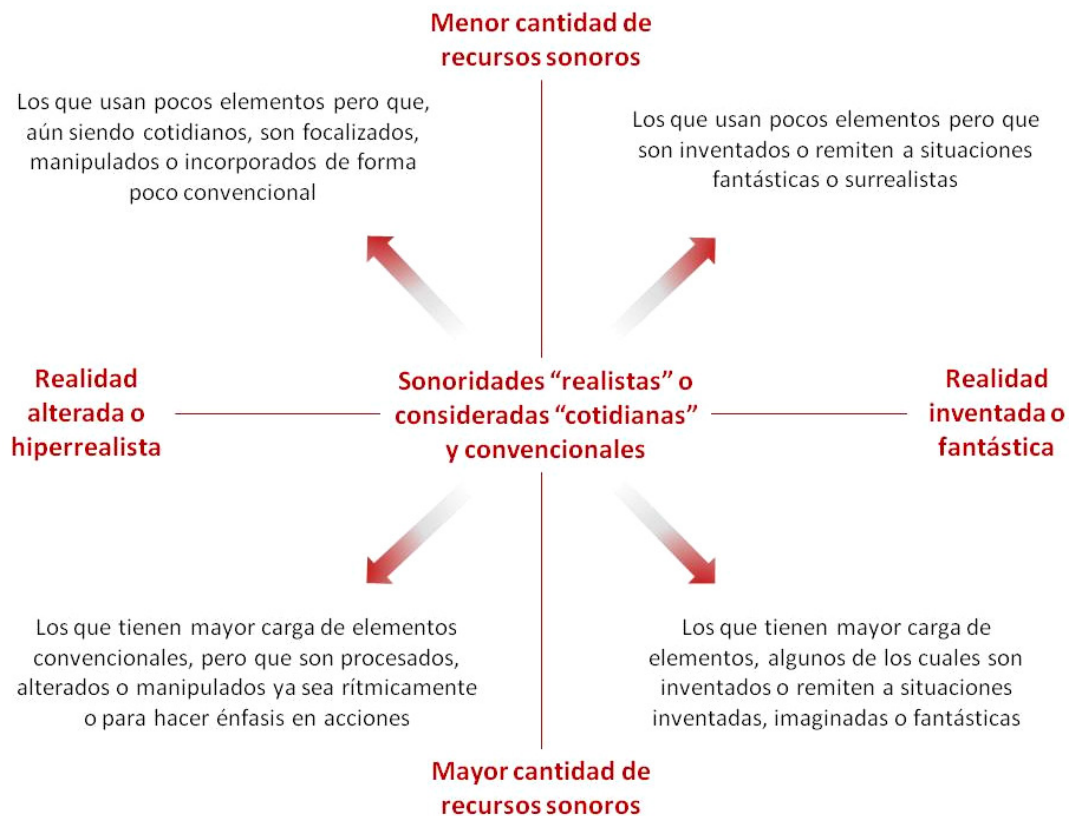 Menor cantidad de
recursos sonoros
Los que usan pocos elementos pero que,
aún siendo cotidianos, son focalizados,
manipulados o incorporados de forma
poco convencional
Los que usan pocos elementos pero que
son inventados o remiten a situaciones
fantásticas o surrealistas
Realidad
alterada o
hiperrealista
Sonoridades “realistas” o
consideradas “cotidianas”
y convencionales
Realidad
inventada o
fantástica
Los que tienen mayor carga de elementos
convencionales, pero que son procesados,
alterados o manipulados ya sea rítmicamente
o para hacer énfasis en acciones
Los que tienen mayor carga de
elementos, algunos de los cuales son
inventados o remiten a situaciones
inventadas, imaginadas o fantásticas
Mayor cantidad de
recursos sonoros